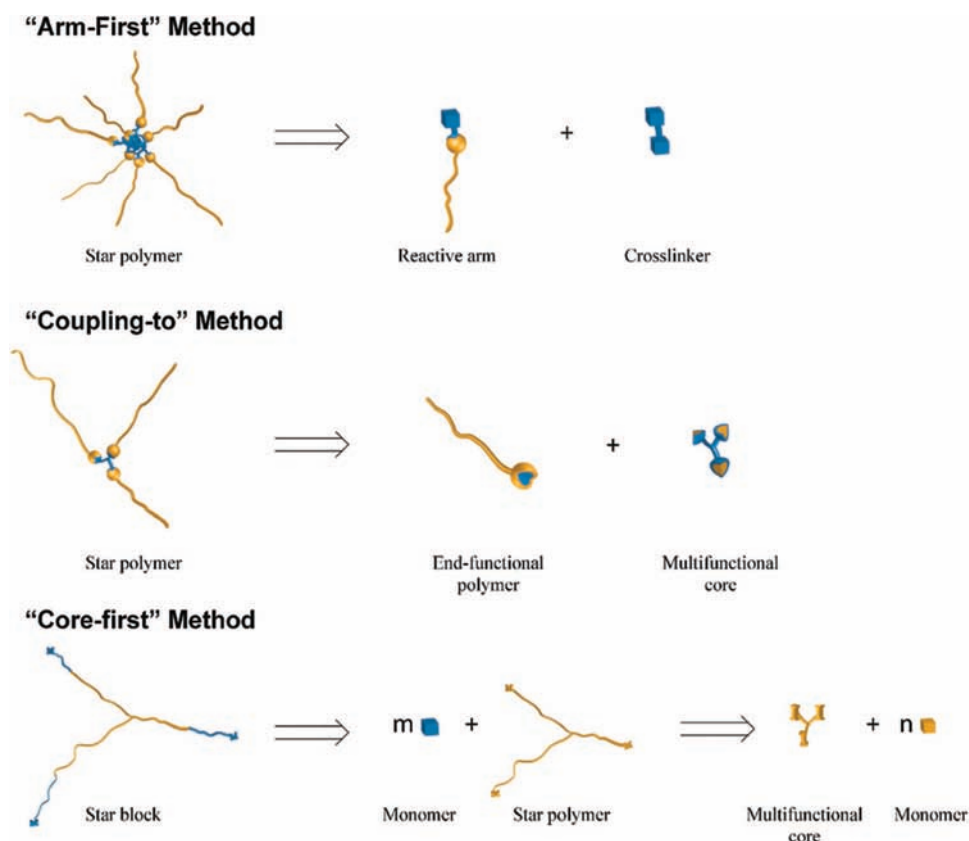 “Arm-First” Method
+
Star polymer
Reactive arm
Crosslinker
“Coupling-to” Method
+
Star polymer
End-functional
polymer
Multifunctional
core
“Core-first” Method
m +
+ n
Star block
Monomer
Star polymer
Multifunctional
core
Monomer